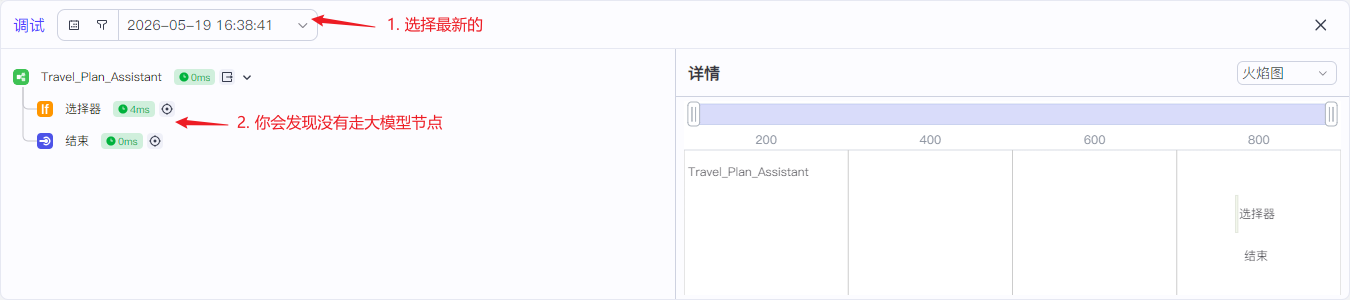 调试
2026-05-19 16:38:41
1. 选择最新的
Travel_Plan_Assistant
0ms
If
选择器
4ms
2. 你会发现没有走大模型节点
结束
0ms
详情
火焰图
200 400 600 800
Travel_Plan_Assistant
选择器
结束